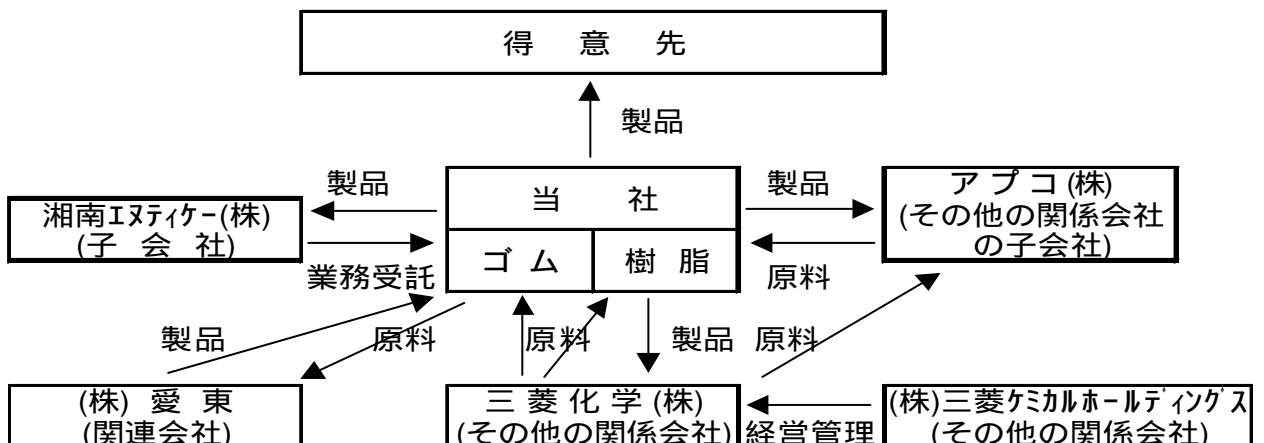 得 意 先
製品
製品
当 社
製品
アプコ(株)
(その他の関係会社
の子会社)
湘南エヌティケー(株)
(子 会 社)
ゴム
樹 脂
業務受託
原料
製品
原料
原料
製品
原料
(株) 愛 東
(関連会社)
三 菱 化 学 (株)
(その他の関係会社)
経営管理
(株)三菱ケミカルホールディングス
(その他の関係会社)